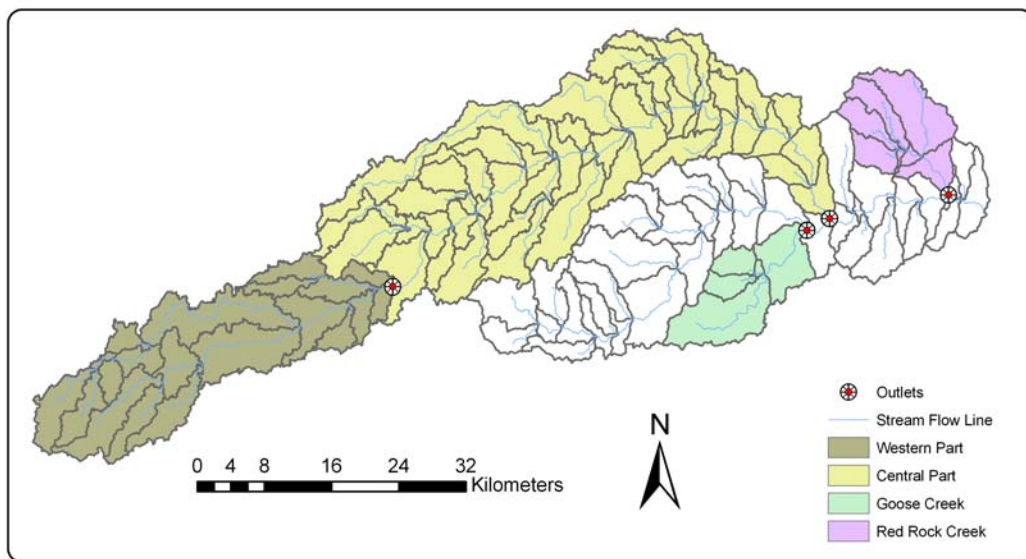 N
0 4 8 16 24 32
Kilometers
Outlets
Stream Flow Line
Western Part
Central Part
Goose Creek
Red Rock Creek